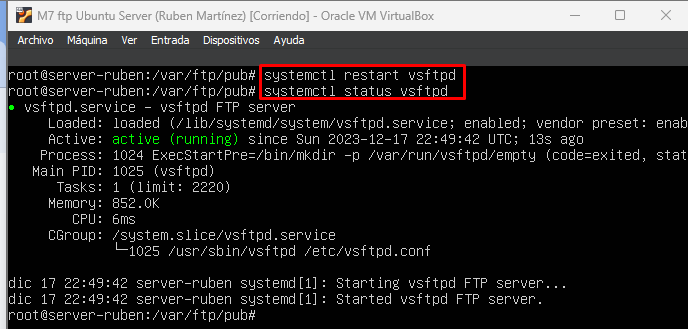 M7 ftp Ubuntu Server (Ruben Martínez) [Corriendo] - Oracle VM VirtualBox
Archivo Máquina Ver Entrada Dispositivos Ayuda
root@server-ruben:/var/ftp/pub# systemctl restart vsftpd
root@server-ruben:/var/ftp/pub# systemctl status vsftpd
● vsftpd.service - vsftpd FTP server
Loaded: loaded (/lib/systemd/system/vsftpd.service; enabled; vendor preset: enab
Active: active (running) since Sun 2023-12-17 22:49:42 UTC; 13s ago
Process: 1024 ExecStartPre=/bin/mkdir -p /var/run/vsftpd/empty (code=exited, stat
Main PID: 1025 (vsftpd)
Tasks: 1 (limit: 2220)
Memory: 852.0K
CPU: 6ms
CGroup: /system.slice/vsftpd.service
└─1025 /usr/sbin/vsftpd /etc/vsftpd.conf
dic 17 22:49:42 server-ruben systemd[1]: Starting vsftpd FTP server...
dic 17 22:49:42 server-ruben systemd[1]: Started vsftpd FTP server.
root@server-ruben:/var/ftp/pub#